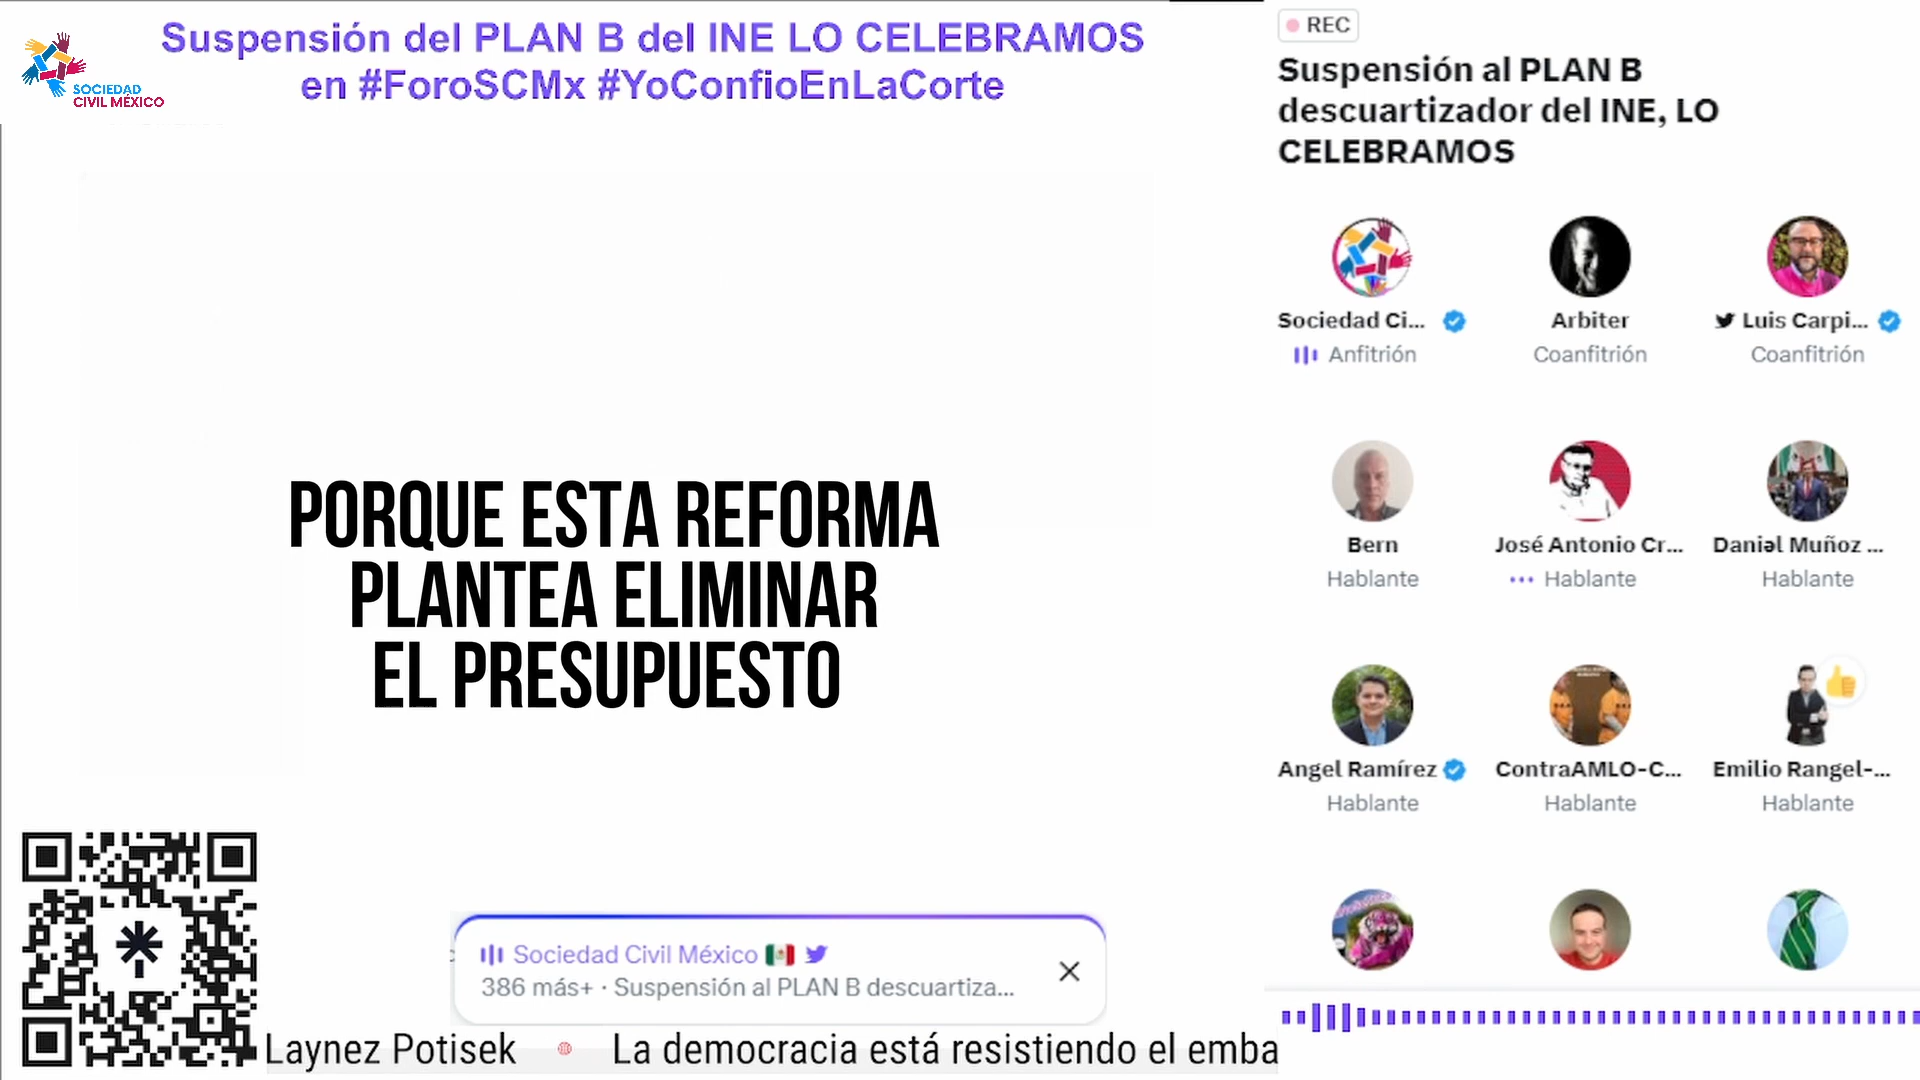 Suspensión del PLAN B del INE LO CELEBRAMOS
en #ForoSCMx #YoConfioEnLaCorte
SOCIEDAD
CIVIL MÉXICO
REC
Suspensión al PLAN B
descuartizador del INE, LO
CELEBRAMOS
Sociedad Ci...
Anfitrión
Arbiter
Coanfitrión
Luis Carpi...
Coanfitrión
Bern
Hablante
José Antonio Cr...
Hablante
Daniəl Muñoz ...
Hablante
Angel Ramírez
Hablante
ContraAMLO-C...
Hablante
Emilio Rangel-...
Hablante
PORQUE ESTA REFORMA
PLANTEA ELIMINAR
EL PRESUPUESTO
Sociedad Civil México
386 más+ · Suspensión al PLAN B descuartiza...
Laynez Potisek
La democracia está resistiendo el emba